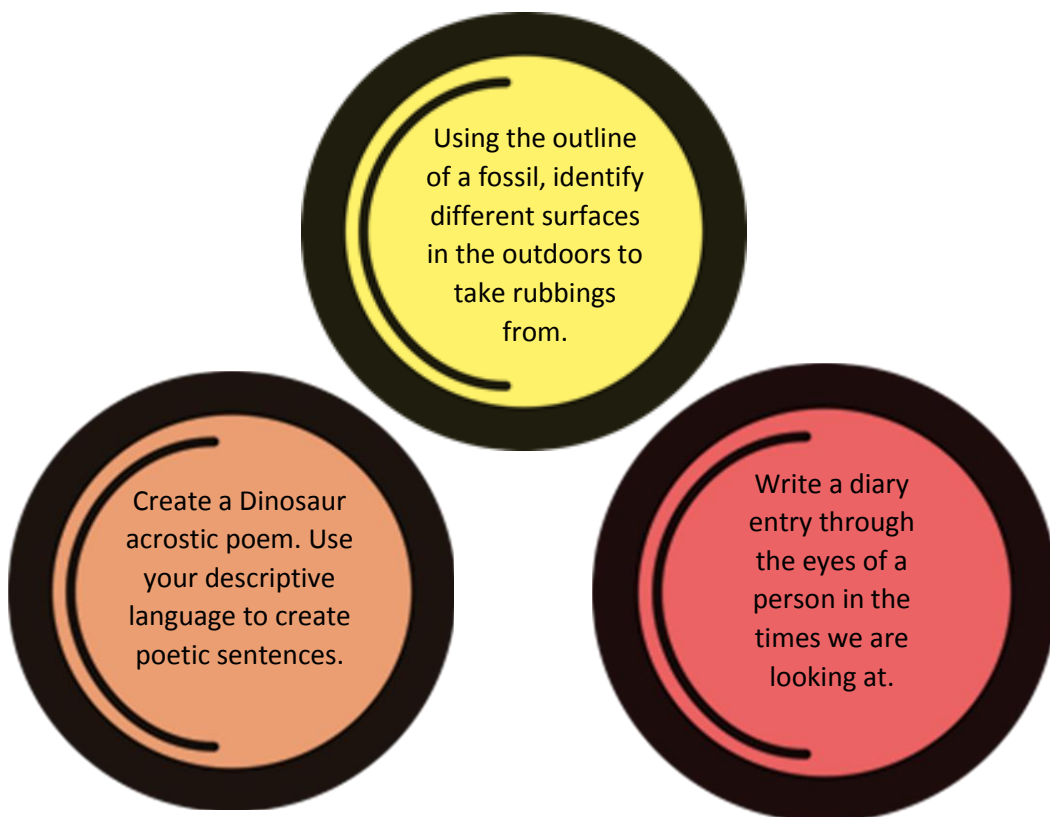 Using the outline
of a fossil, identify
different surfaces
in the outdoors to
take rubbings
from.
Create a Dinosaur
acrostic poem. Use
your descriptive
language to create
poetic sentences.
Write a diary
entry through
the eyes of a
person in the
times we are
looking at.